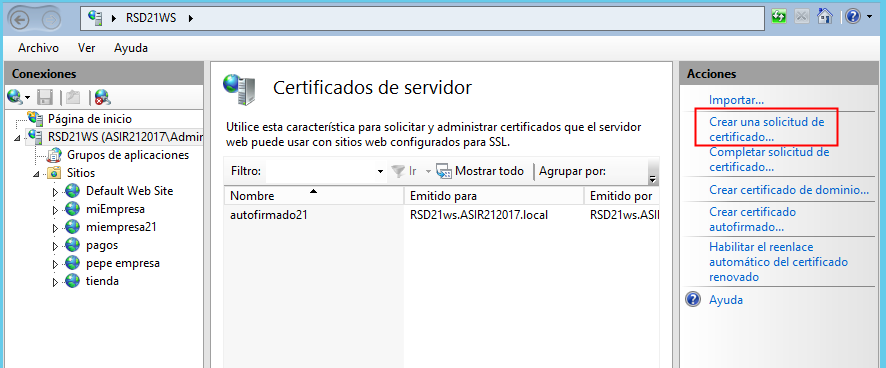 RSD21WS
Archivo Ver Ayuda
Conexiones
Página de inicio
RSD21WS (ASIR212017\Admir
Grupos de aplicaciones
Sitios
Default Web Site
miEmpresa
miempresa21
pagos
pepe empresa
tienda
Certificados de servidor
Utilice esta característica para solicitar y administrar certificados que el servidor
web puede usar con sitios web configurados para SSL.
Filtro: Ir Mostrar todo Agrupar por:
Nombre Emitido para Emitido por
autofirmado21 RSD21ws.ASIR212017.local RSD21ws.ASI
Acciones
Importar...
Crear una solicitud de
certificado...
Completar solicitud de
certificado...
Crear certificado de dominio...
Crear certificado
autofirmado...
Habilitar el reenlace
automático del certificado
renovado
Ayuda